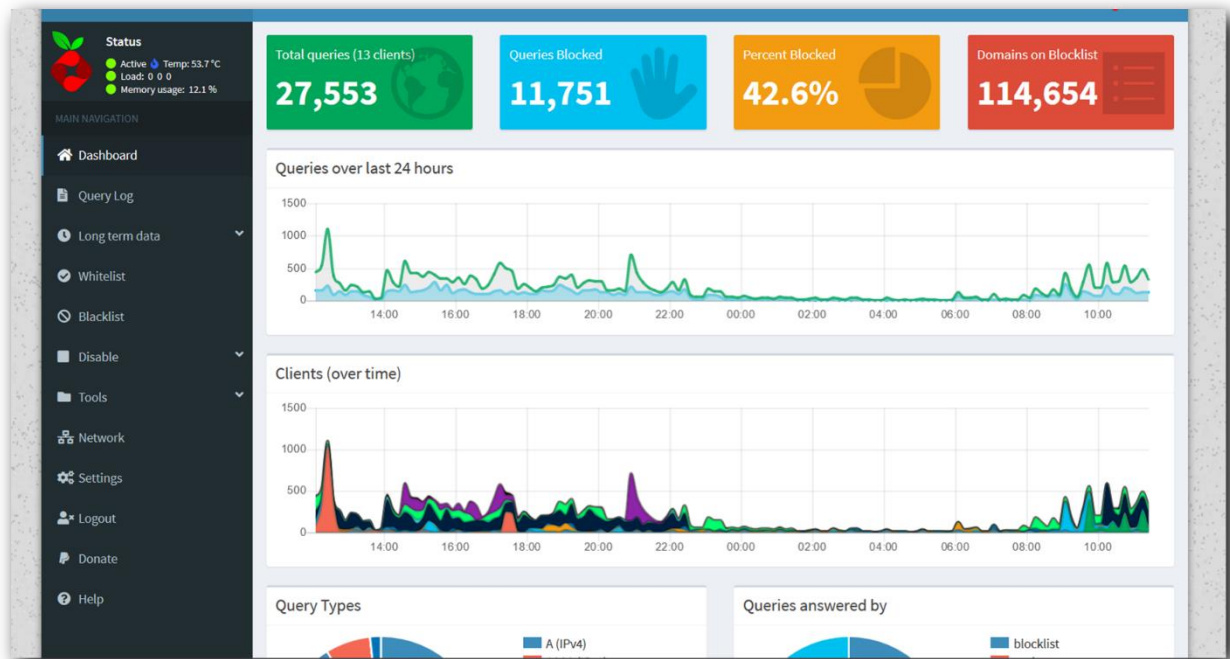 Status
Active Temp: 53.7 °C
Load: 0 0 0
Memory usage: 12.1 %
MAIN NAVIGATION
Dashboard
Query Log
Long term data
Whitelist
Blacklist
Disable
Tools
Network
Settings
Logout
Donate
Help
Total queries (13 clients)
27,553
Queries Blocked
11,751
Percent Blocked
42.6%
Domains on Blocklist
114,654
Queries over last 24 hours
1500
1000
500
0
14:00 16:00 18:00 20:00 22:00 00:00 02:00 04:00 06:00 08:00 10:00
Clients (over time)
1500
1000
500
0
14:00 16:00 18:00 20:00 22:00 00:00 02:00 04:00 06:00 08:00 10:00
Query Types
A (IPv4)
Queries answered by
blocklist